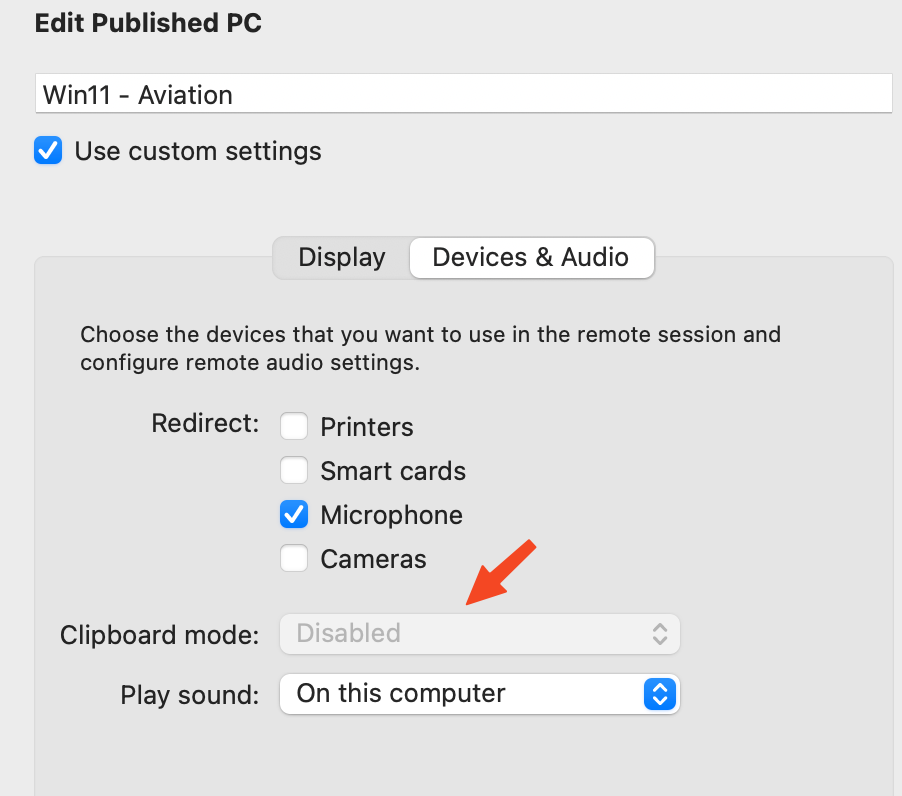 Edit Published PC
Win11 - Aviation
Use custom settings
Display Devices & Audio
Choose the devices that you want to use in the remote session and
configure remote audio settings.
Redirect: Printers
Smart cards
Microphone
Cameras
Clipboard mode: Disabled
Play sound: On this computer